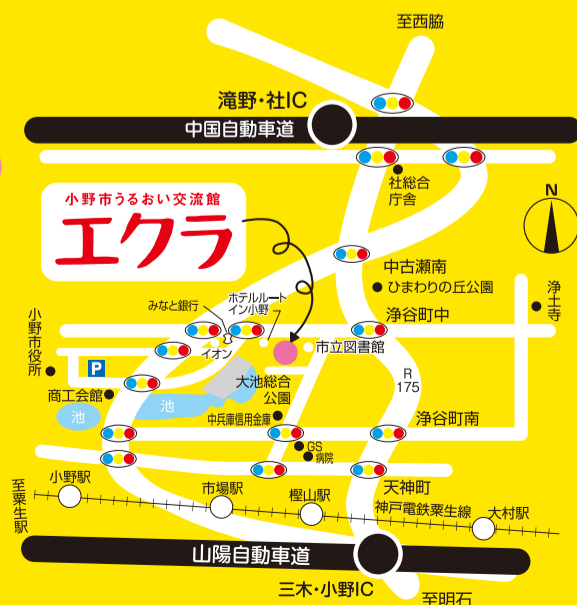 至西脇
滝野・社IC
中国自動車道
社総合
庁舎
N
小野市うるおい交流館
エクラ
中古瀬南
ひまわりの丘公園
浄土寺
みなと銀行
ホテルルート
イン小野
浄谷町中
小野市役所
イオン
市立図書館
P
R
175
大池総合
公園
商工会館
池
池
中兵庫信用金庫
浄谷町南
GS
病院
天神町
至粟生駅
小野駅
市場駅
樫山駅
神戸電鉄粟生線
大村駅
山陽自動車道
三木・小野IC
至明石